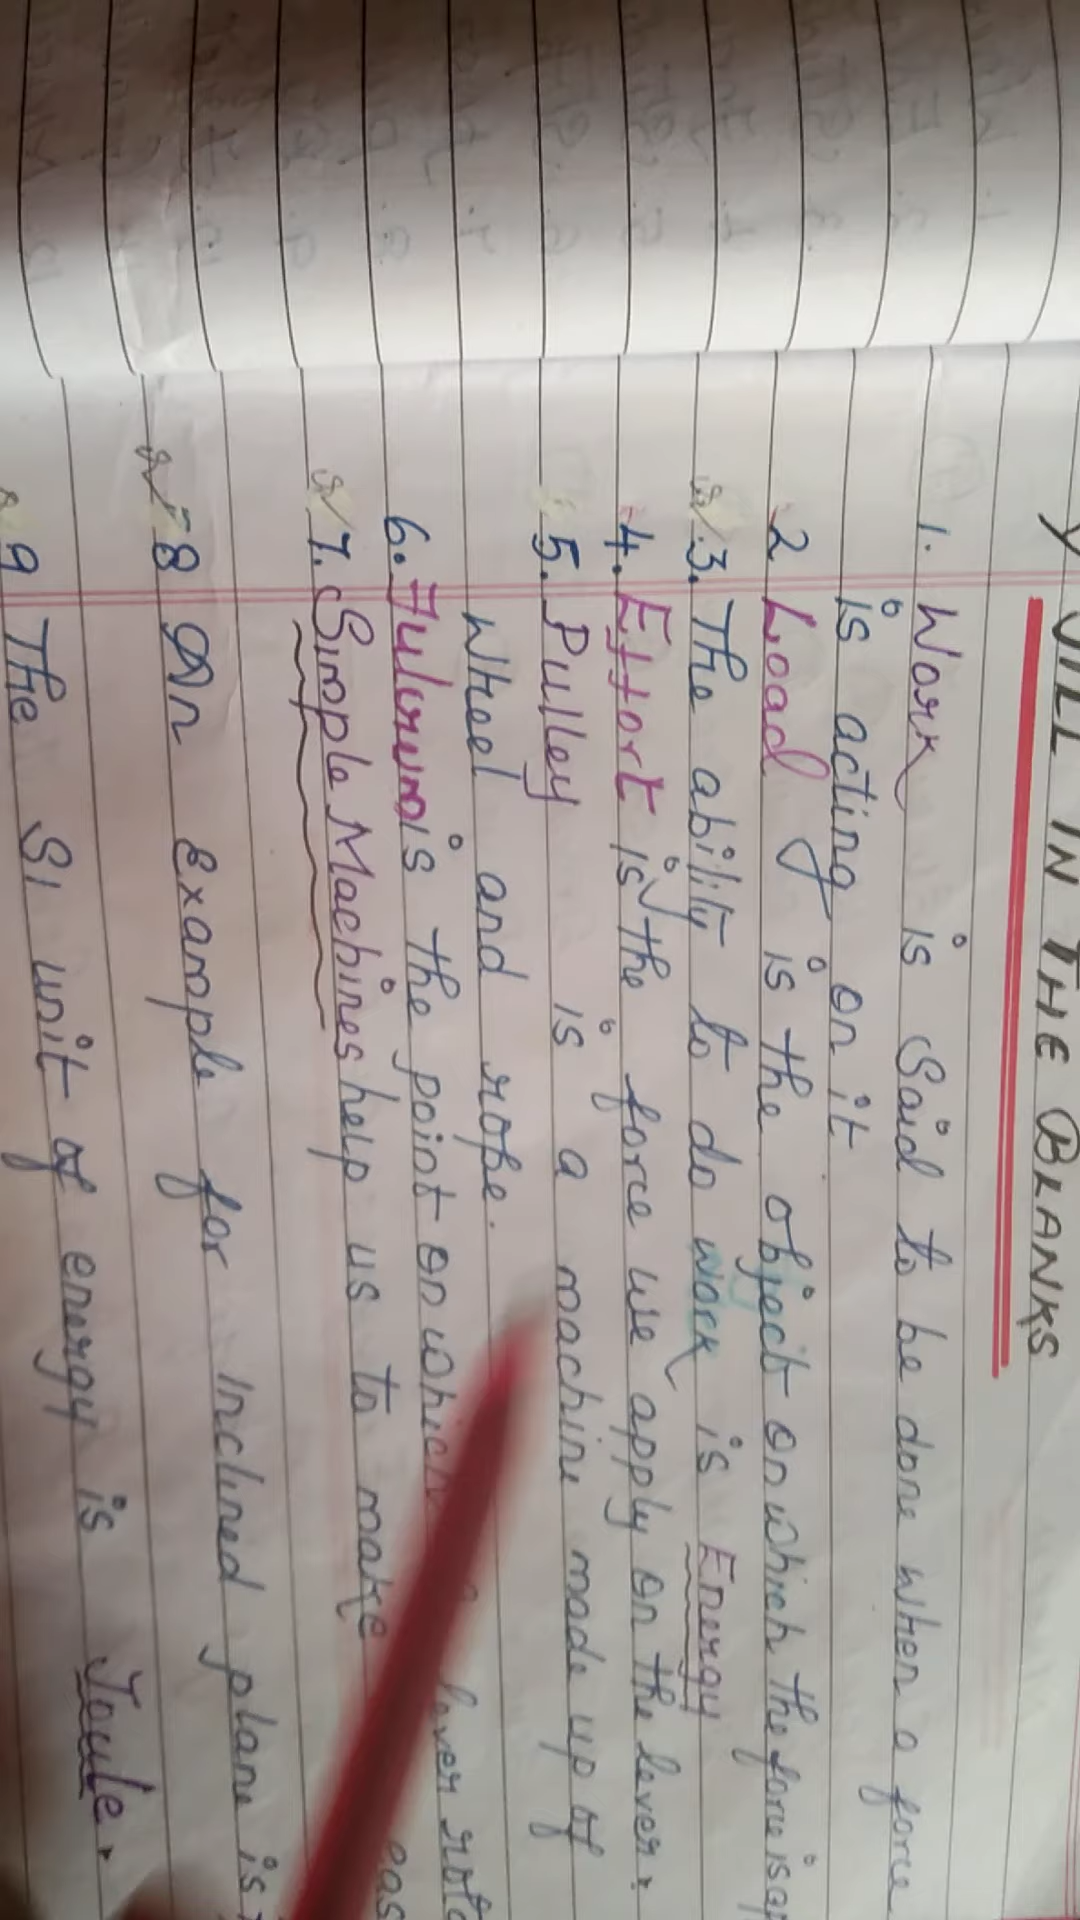 FILL IN THE BLANKS
1. Work is Said to be done when a force
is acting on it
2 Load is the object on which the force is
3. The ability to do work is Energy
4. Effort is the force we apply on the lever.
5. Pulley is a machine made up of
wheel and rope.
6. Fulcrum is the point on which lever
7. Simple Machines help us to make
8 An Example for inclined plane is
9 The SI unit of energy is Joule.